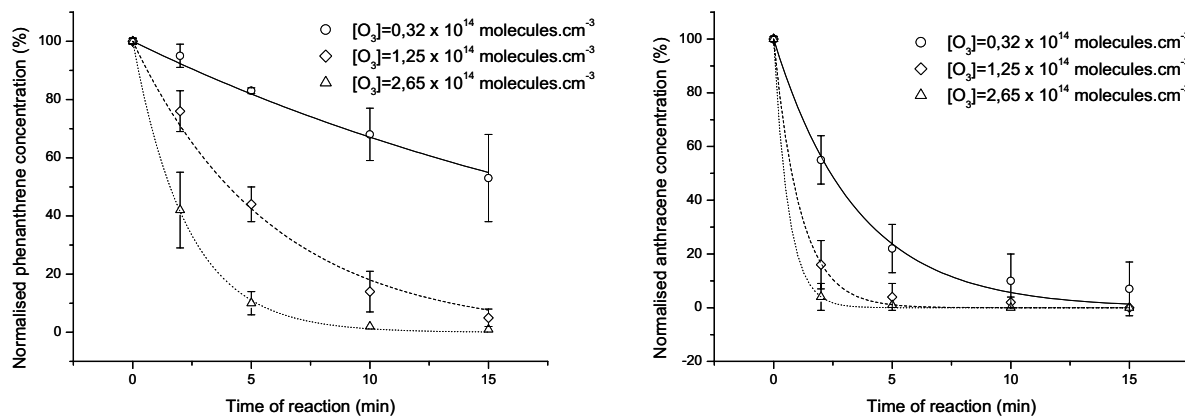 Normalised phenanthrene concentration (%)
100
80
60
40
20
0
[O3]=0,32 x 10^14 molecules.cm^-3
[O3]=1,25 x 10^14 molecules.cm^-3
[O3]=2,65 x 10^14 molecules.cm^-3
0 5 10 15
Time of reaction (min)
Normalised anthracene concentration (%)
100
80
60
40
20
0
-20
[O3]=0,32 x 10^14 molecules.cm^-3
[O3]=1,25 x 10^14 molecules.cm^-3
[O3]=2,65 x 10^14 molecules.cm^-3
0 5 10 15
Time of reaction (min)